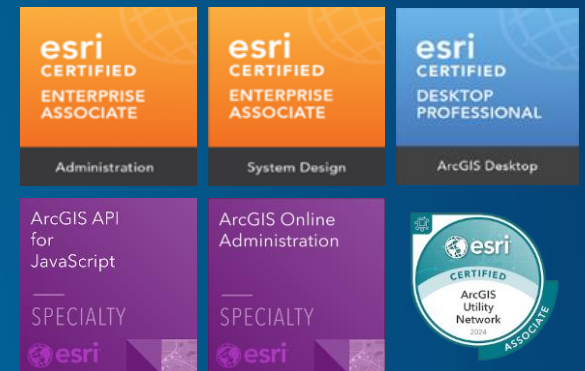 esri
CERTIFIED
ENTERPRISE
ASSOCIATE
Administration
esri
CERTIFIED
ENTERPRISE
ASSOCIATE
System Design
esri
CERTIFIED
DESKTOP
PROFESSIONAL
ArcGIS Desktop
ArcGIS API
for
JavaScript
SPECIALTY
esri
ArcGIS Online
Administration
SPECIALTY
esri
esri
CERTIFIED
ArcGIS
Utility
Network
2024
ASSOCIATE